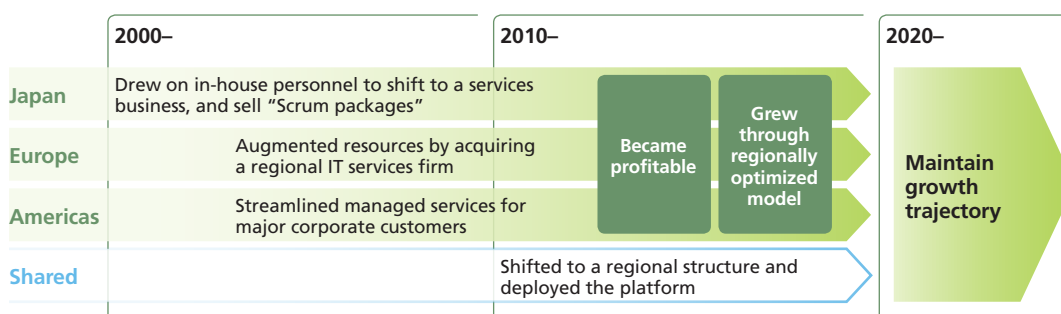 2000–
2010–
2020–
Japan
Drew on in-house personnel to shift to a services
business, and sell “Scrum packages”
Europe
Augmented resources by acquiring
a regional IT services firm
Americas
Streamlined managed services for
major corporate customers
Shared
Shifted to a regional structure and
deployed the platform
Became
profitable
Grew
through
regionally
optimized
model
Maintain
growth
trajectory